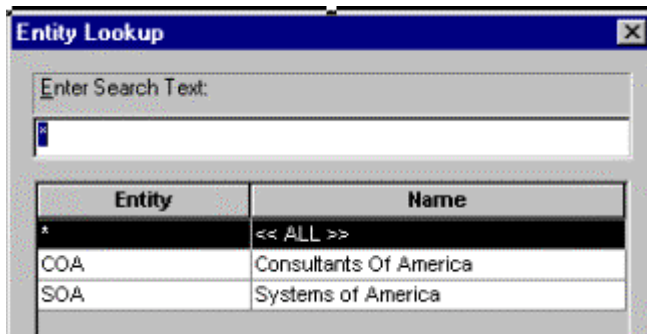 Entity Lookup
Enter Search Text:
*
Entity Name
* << ALL >>
COA Consultants Of America
SOA Systems of America